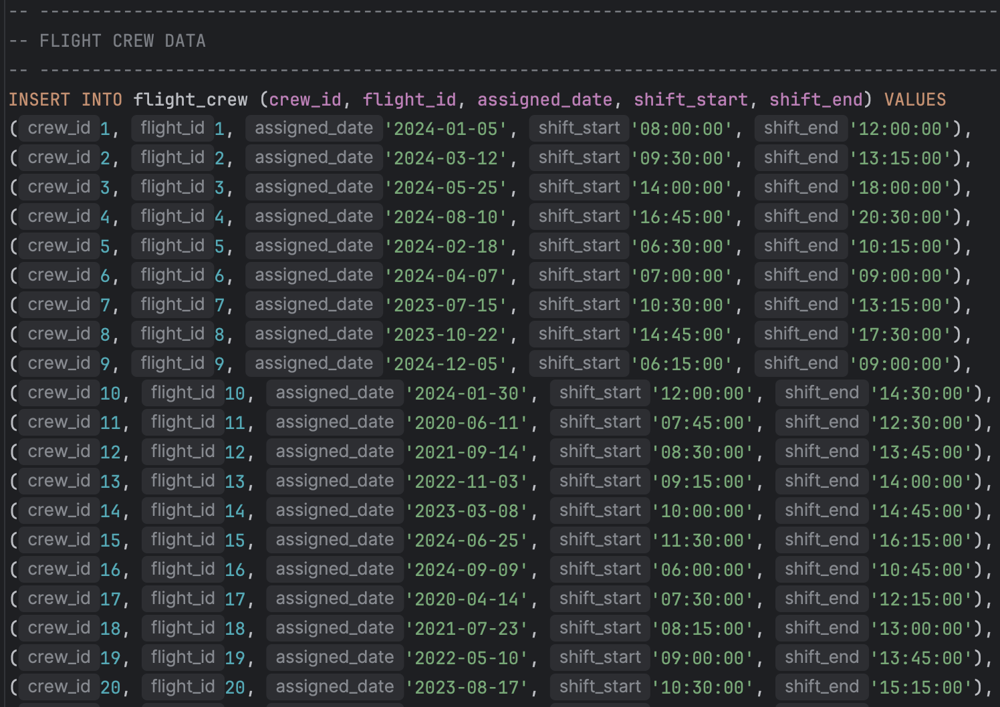 -- --------------------------------------------------------------------------------------------
-- FLIGHT CREW DATA
-- --------------------------------------------------------------------------------------------
INSERT INTO flight_crew (crew_id, flight_id, assigned_date, shift_start, shift_end) VALUES
( crew_id 1, flight_id 1, assigned_date '2024-01-05', shift_start '08:00:00', shift_end '12:00:00'),
( crew_id 2, flight_id 2, assigned_date '2024-03-12', shift_start '09:30:00', shift_end '13:15:00'),
( crew_id 3, flight_id 3, assigned_date '2024-05-25', shift_start '14:00:00', shift_end '18:00:00'),
( crew_id 4, flight_id 4, assigned_date '2024-08-10', shift_start '16:45:00', shift_end '20:30:00'),
( crew_id 5, flight_id 5, assigned_date '2024-02-18', shift_start '06:30:00', shift_end '10:15:00'),
( crew_id 6, flight_id 6, assigned_date '2024-04-07', shift_start '07:00:00', shift_end '09:00:00'),
( crew_id 7, flight_id 7, assigned_date '2023-07-15', shift_start '10:30:00', shift_end '13:15:00'),
( crew_id 8, flight_id 8, assigned_date '2023-10-22', shift_start '14:45:00', shift_end '17:30:00'),
( crew_id 9, flight_id 9, assigned_date '2024-12-05', shift_start '06:15:00', shift_end '09:00:00'),
( crew_id 10, flight_id 10, assigned_date '2024-01-30', shift_start '12:00:00', shift_end '14:30:00'),
( crew_id 11, flight_id 11, assigned_date '2020-06-11', shift_start '07:45:00', shift_end '12:30:00'),
( crew_id 12, flight_id 12, assigned_date '2021-09-14', shift_start '08:30:00', shift_end '13:45:00'),
( crew_id 13, flight_id 13, assigned_date '2022-11-03', shift_start '09:15:00', shift_end '14:00:00'),
( crew_id 14, flight_id 14, assigned_date '2023-03-08', shift_start '10:00:00', shift_end '14:45:00'),
( crew_id 15, flight_id 15, assigned_date '2024-06-25', shift_start '11:30:00', shift_end '16:15:00'),
( crew_id 16, flight_id 16, assigned_date '2024-09-09', shift_start '06:00:00', shift_end '10:45:00'),
( crew_id 17, flight_id 17, assigned_date '2020-04-14', shift_start '07:30:00', shift_end '12:15:00'),
( crew_id 18, flight_id 18, assigned_date '2021-07-23', shift_start '08:15:00', shift_end '13:00:00'),
( crew_id 19, flight_id 19, assigned_date '2022-05-10', shift_start '09:00:00', shift_end '13:45:00'),
( crew_id 20, flight_id 20, assigned_date '2023-08-17', shift_start '10:30:00', shift_end '15:15:00'),